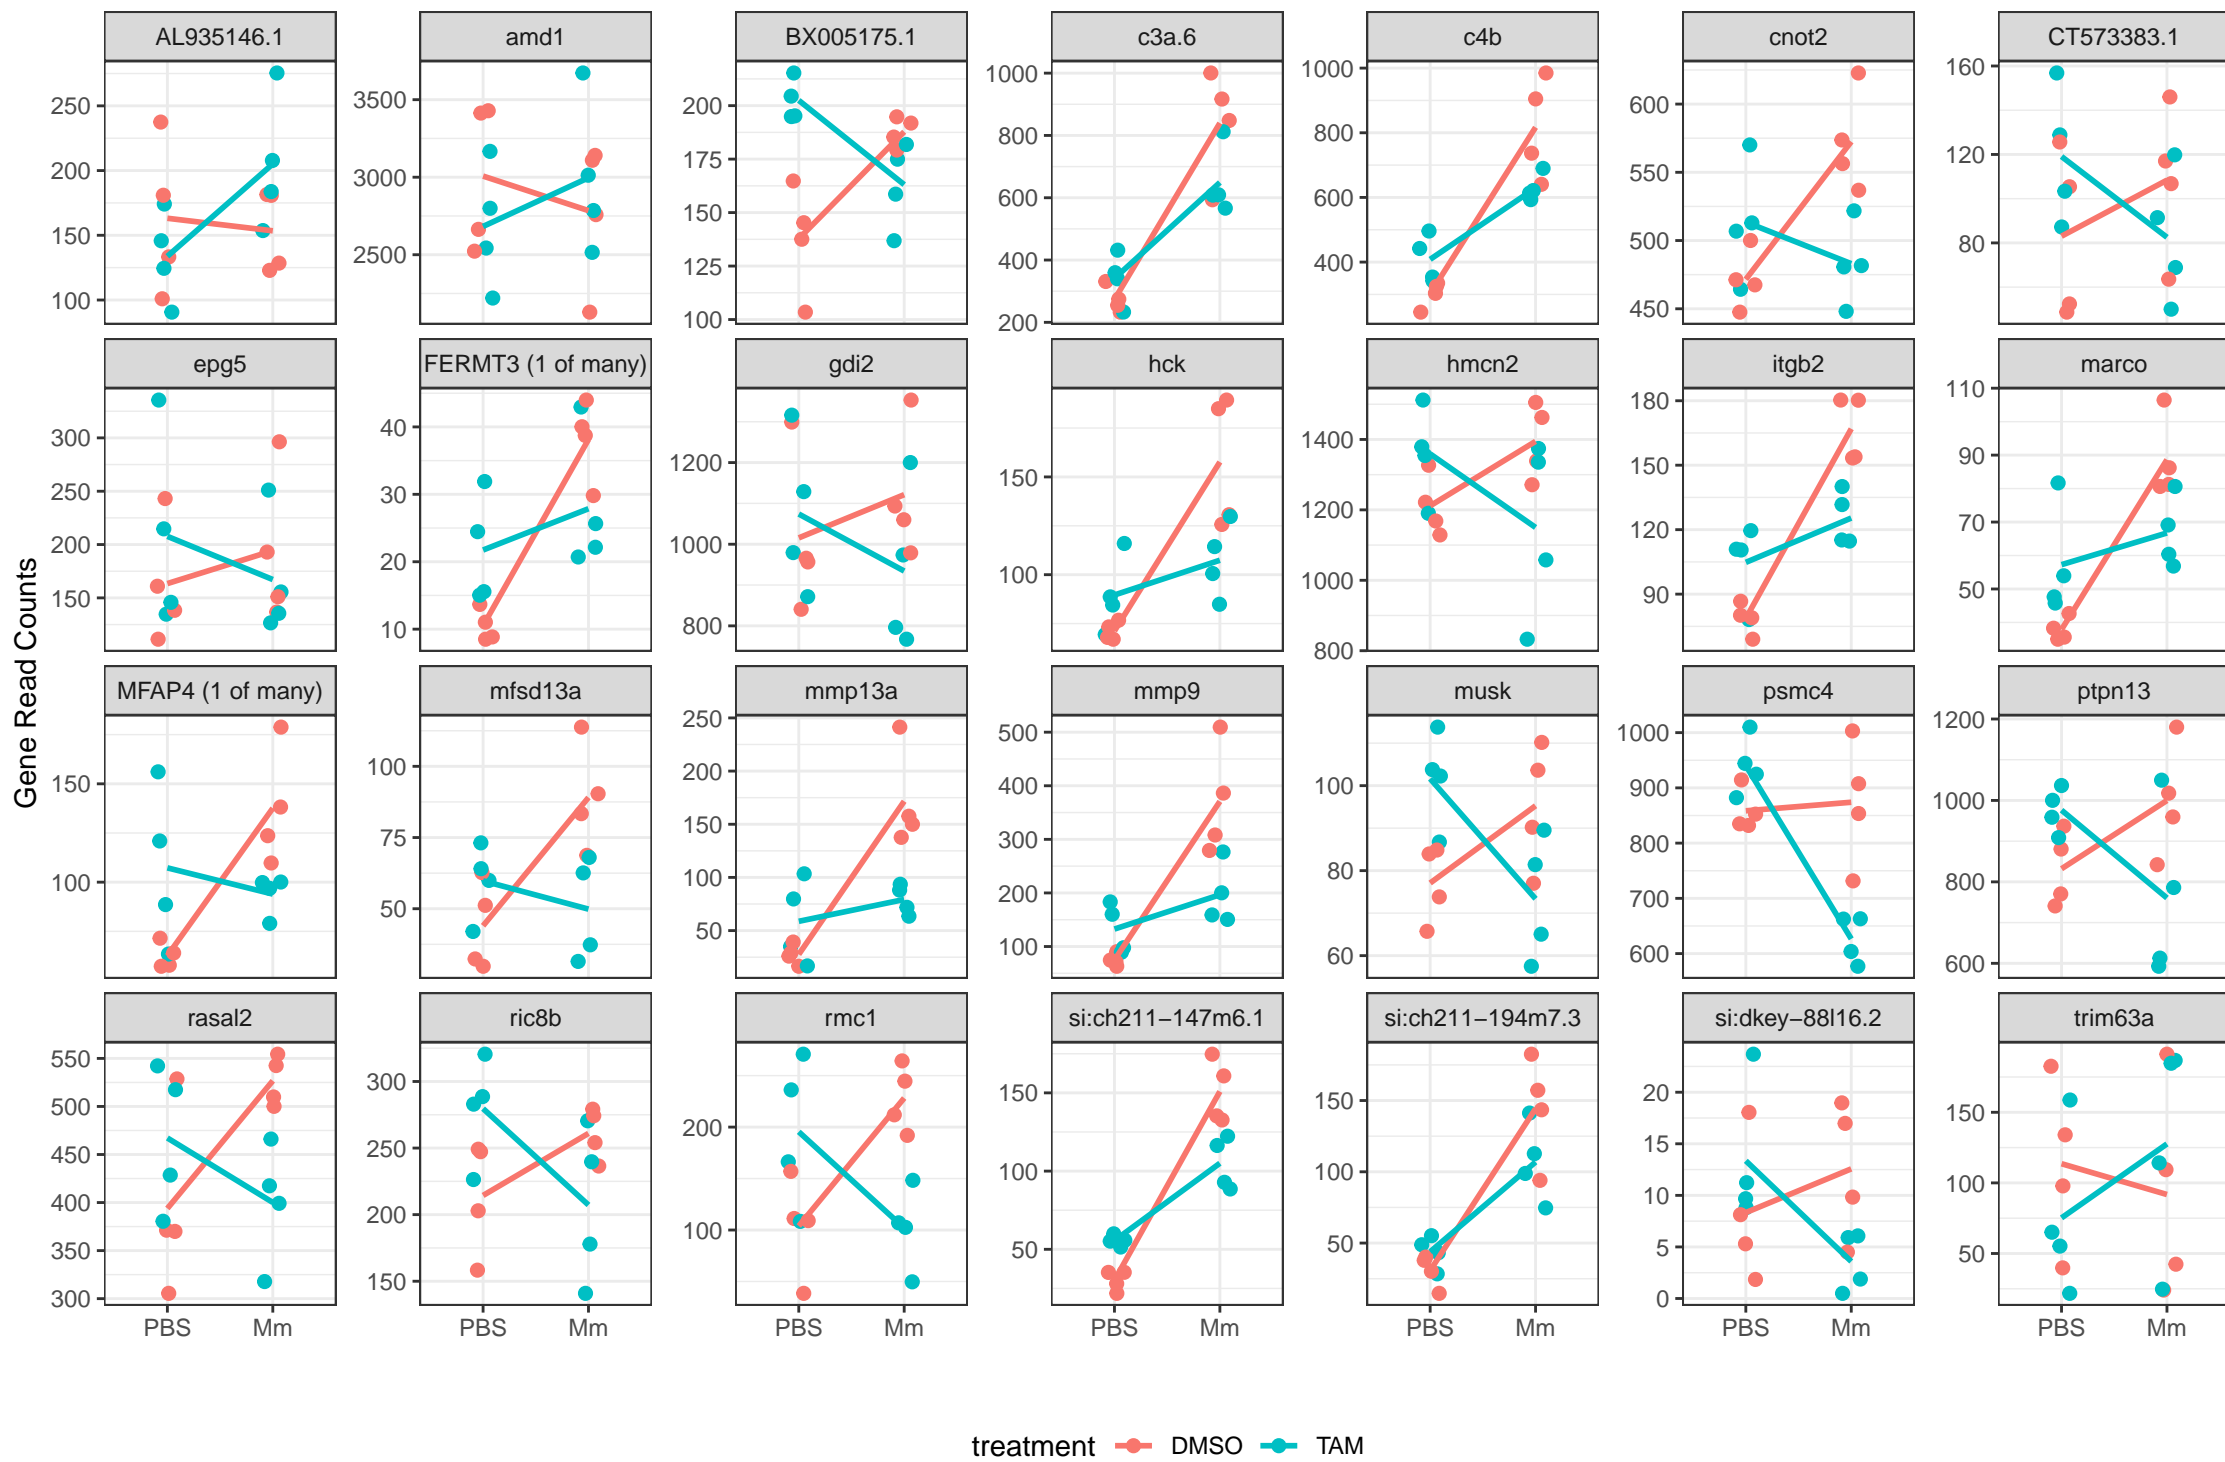 AL935146.1 amd1 BX005175.1 c3a.6 c4b cnot2 CT573383.1
250 200 150 100
3500 3000 2500
200 175 150 125 100
1000 800 600 400 200
1000 800 600 400
600 550 500 450
160 120 80
epg5 FERMT3 (1 of many) gdi2 hck hmcn2 itgb2 marco
300 250 200 150
40 30 20 10
1200 1000 800
150 100
1400 1200 1000 800
180 150 120 90
110 90 70 50
Gene Read Counts
MFAP4 (1 of many) mfsd13a mmp13a mmp9 musk psmc4 ptpn13
150 100
100 75 50
250 200 150 100 50
500 400 300 200 100
100 80 60
1000 900 800 700 600
1200 1000 800 600
rasal2 ric8b rmc1 si:ch211−147m6.1 si:ch211−194m7.3 si:dkey−88l16.2 trim63a
550 500 450 400 350 300
300 250 200 150
200 100
150 100 50
150 100 50
20 15 10 5 0
150 100 50
PBS Mm PBS Mm PBS Mm PBS Mm PBS Mm PBS Mm PBS Mm
treatment DMSO TAM